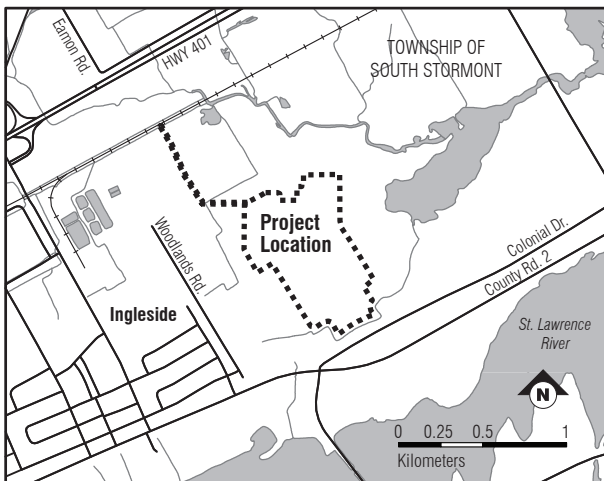 Eamon Rd.
HWY 401
TOWNSHIP OF
SOUTH STORMONT
Project
Location
Woodlands Rd.
Colonial Dr.
County Rd. 2
Ingleside
St. Lawrence
River
N
0 0.25 0.5 1
Kilometers